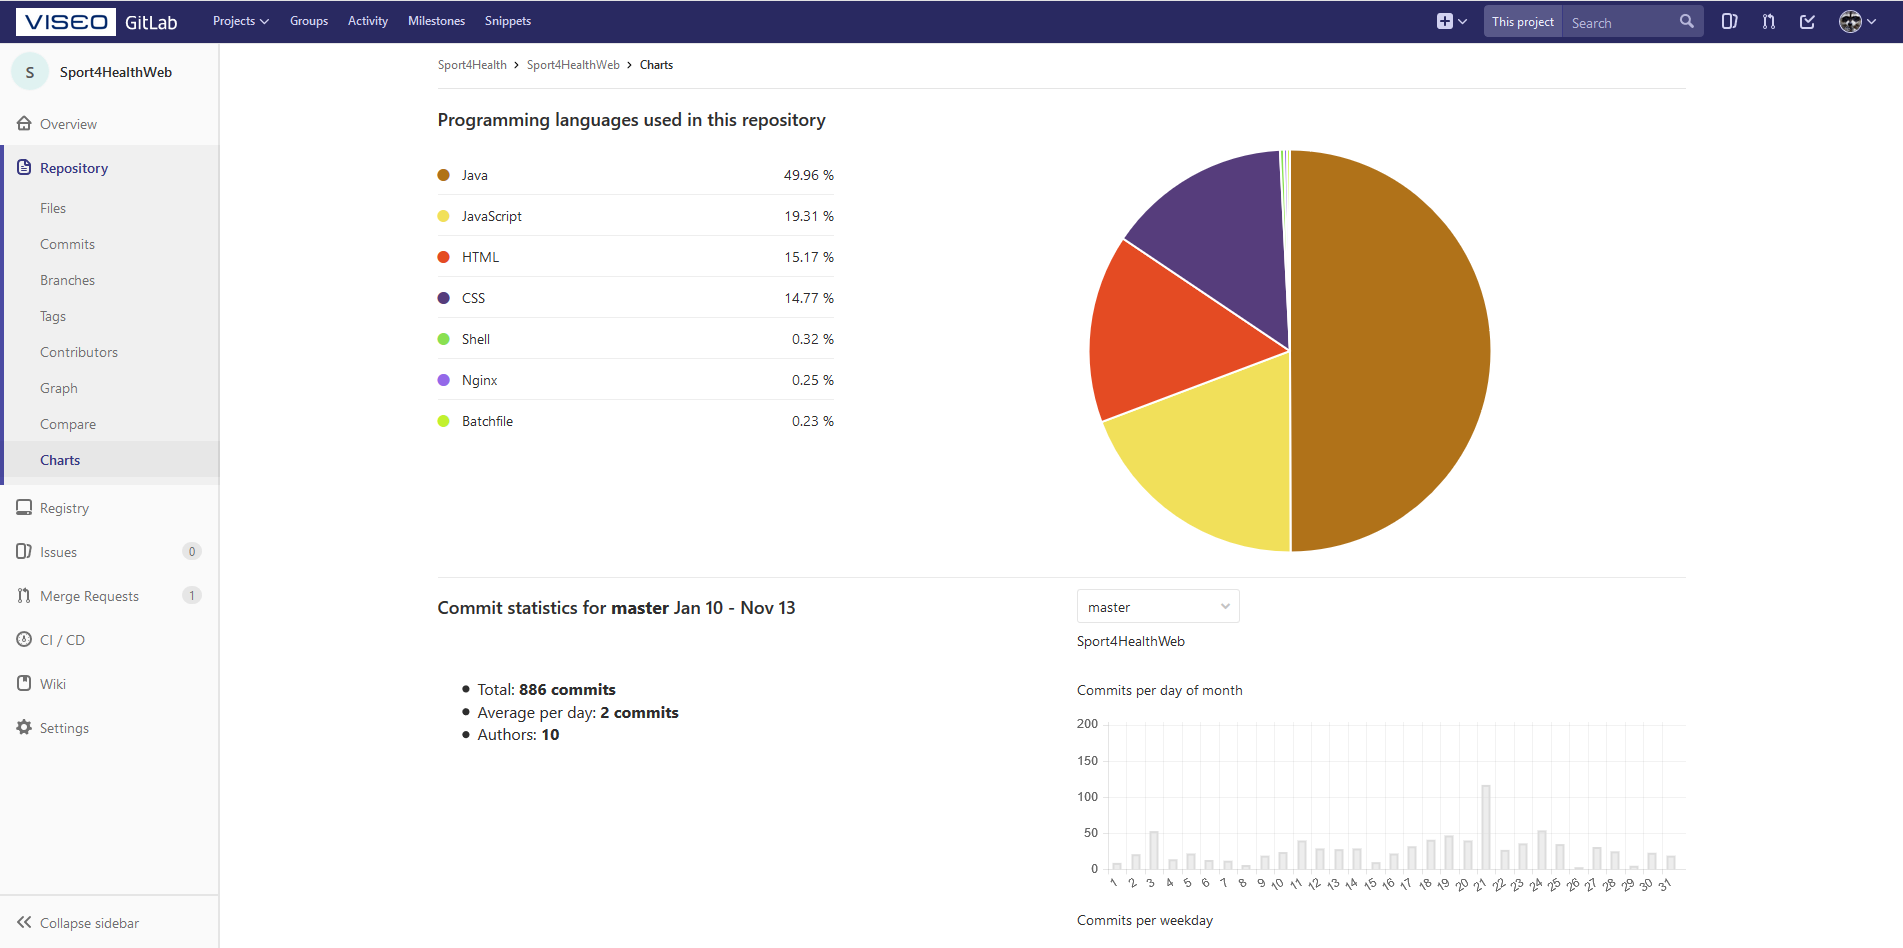 VISEO GitLab Projects Groups Activity Milestones Snippets This project Search
S Sport4HealthWeb
Overview
Repository
Files
Commits
Branches
Tags
Contributors
Graph
Compare
Charts
Registry
Issues 0
Merge Requests 1
CI / CD
Wiki
Settings
Collapse sidebar
Sport4Health › Sport4HealthWeb › Charts
Programming languages used in this repository
Java 49.96 %
JavaScript 19.31 %
HTML 15.17 %
CSS 14.77 %
Shell 0.32 %
Nginx 0.25 %
Batchfile 0.23 %
Commit statistics for master Jan 10 - Nov 13
Total: 886 commits
Average per day: 2 commits
Authors: 10
master
Sport4HealthWeb
Commits per day of month
200
150
100
50
0
1 2 3 4 5 6 7 8 9 10 11 12 13 14 15 16 17 18 19 20 21 22 23 24 25 26 27 28 29 30 31
Commits per weekday